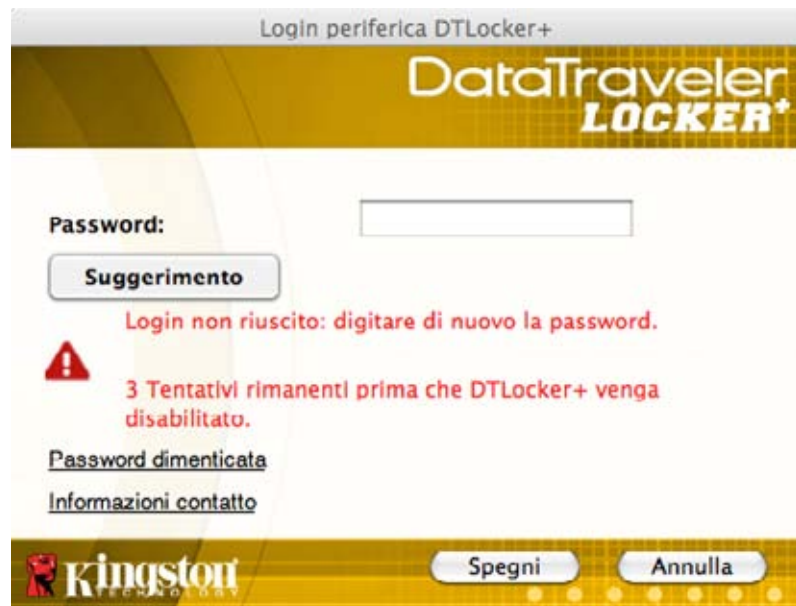 Login periferica DTLocker+
DataTraveler
LOCKER+
Password:
Suggerimento
Login non riuscito: digitare di nuovo la password.
3 Tentativi rimanenti prima che DTLocker+ venga
disabilitato.
Password dimenticata
Informazioni contatto
Kingston
TECHNOLOGY
Spegni
Annulla